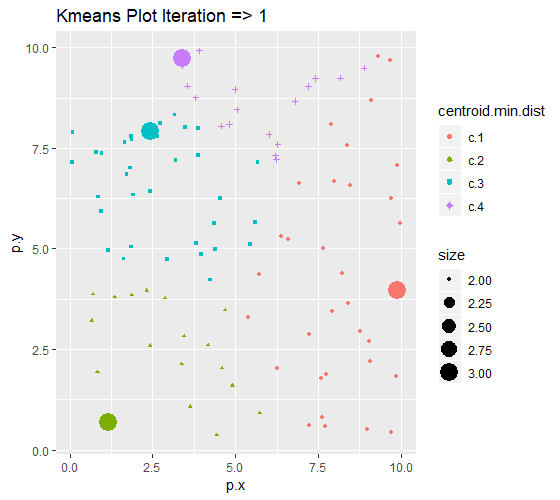 Kmeans Plot Iteration => 1
10.0
7.5
5.0
2.5
0.0
p.y
0.0
2.5
5.0
7.5
10.0
p.x
centroid.min.dist
c.1
c.2
c.3
c.4
size
2.00
2.25
2.50
2.75
3.00